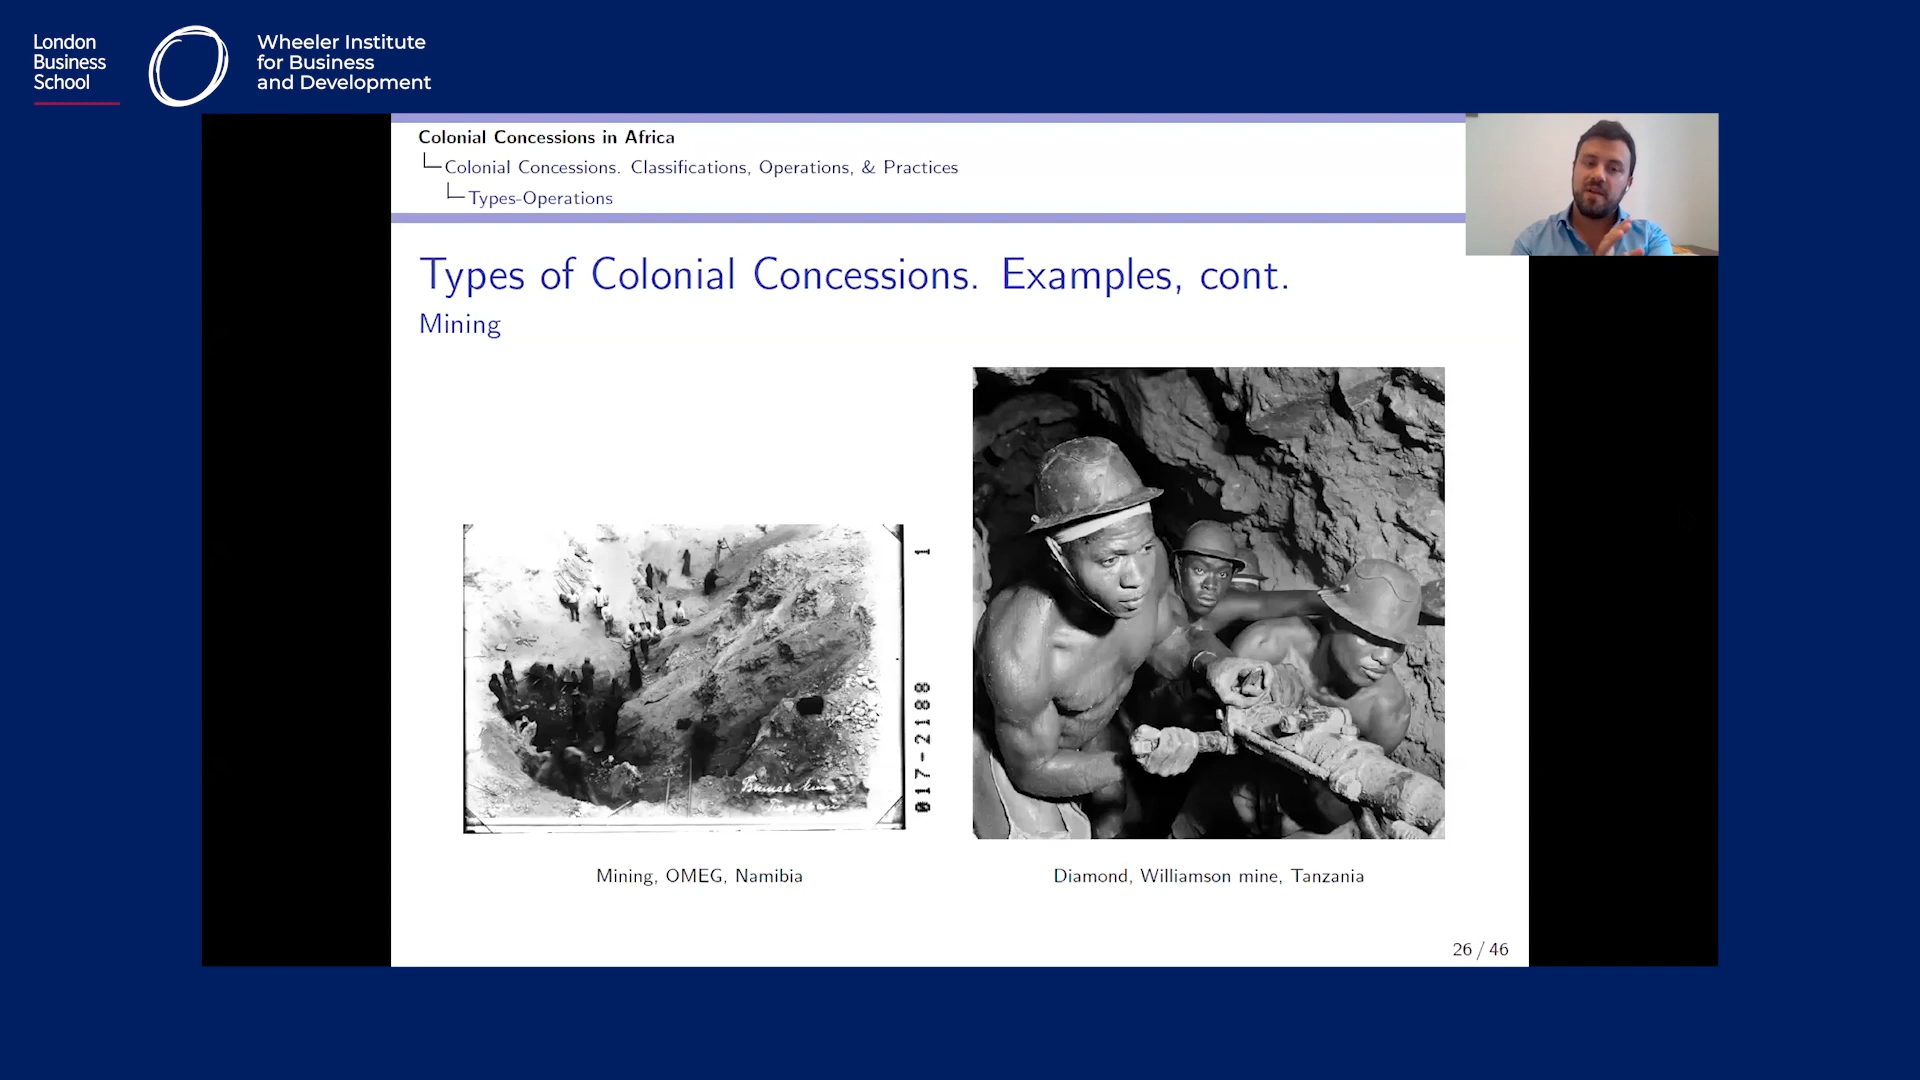 London
Business
School
Wheeler Institute
for Business
and Development
Colonial Concessions in Africa
Colonial Concessions. Classifications, Operations, & Practices
Types-Operations
Types of Colonial Concessions. Examples, cont.
Mining
017-2188 1
Mining, OMEG, Namibia
Diamond, Williamson mine, Tanzania
26 / 46